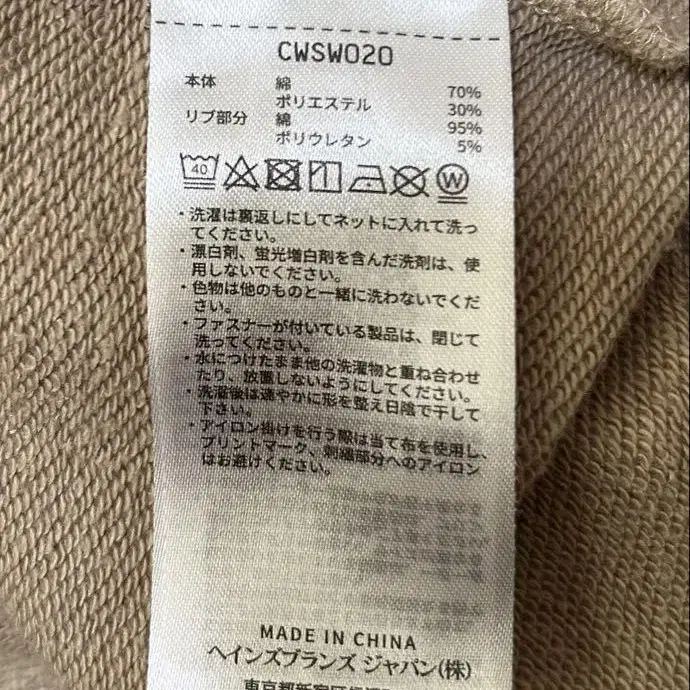 CWSW020
本体 綿 70%
ポリエステル 30%
リブ部分 綿 95%
ポリウレタン 5%
40
W
・洗濯は裏返しにしてネットに入れて洗っ
てください。
・漂白剤、蛍光増白剤を含んだ洗剤は、使
用しないでください。
・色物は他のものと一緒に洗わないでくだ
さい。
・ファスナーが付いている製品は、閉じて
洗ってください。
・水につけたまま他の洗濯物と重ね合わせ
たり、放置しないようにしてください。
・洗濯後は速やかに形を整え日陰で干して
下さい。
・アイロン掛けを行う際は当て布を使用し、
プリントマーク、刺繍部分へのアイロン
はお避けください。
MADE IN CHINA
ヘインズブランズ ジャパン(株)
東京都新宿区